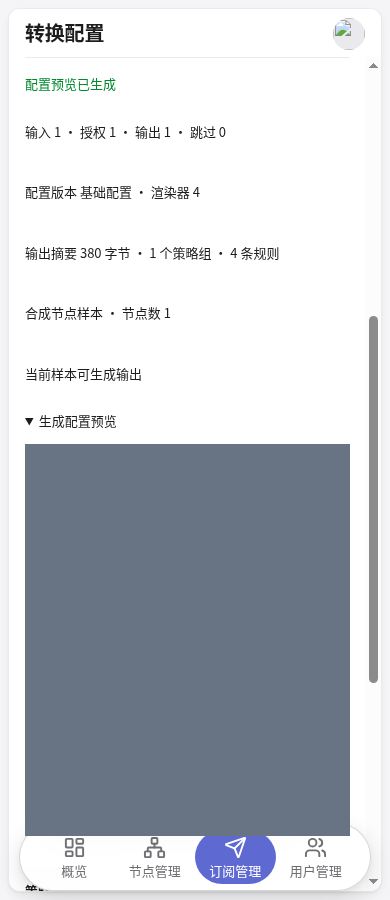 转换配置
配置预览已生成
输入 1 • 授权 1 • 输出 1 • 跳过 0
配置版本 基础配置 • 渲染器 4
输出摘要 380 字节 • 1 个策略组 • 4 条规则
合成节点样本 • 节点数 1
当前样本可生成输出
▼ 生成配置预览
概览 节点管理 订阅管理 用户管理